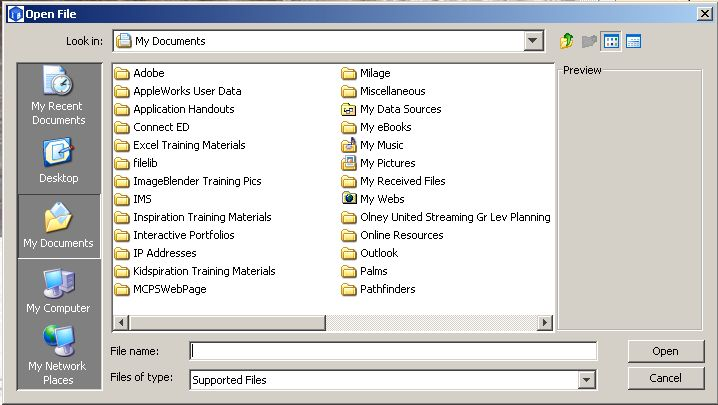 Open File
Look in:
My Documents
My Recent
Documents
Desktop
My Documents
My Computer
My Network
Places
Adobe
AppleWorks User Data
Application Handouts
Connect ED
Excel Training Materials
filelib
ImageBlender Training Pics
IMS
Inspiration Training Materials
Interactive Portfolios
IP Addresses
Kidspiration Training Materials
MCPSWebPage
Milage
Miscellaneous
My Data Sources
My eBooks
My Music
My Pictures
My Received Files
My Webs
Olney United Streaming Gr Lev Planning
Online Resources
Outlook
Palms
Pathfinders
Preview
File name:
Open
Files of type:
Supported Files
Cancel